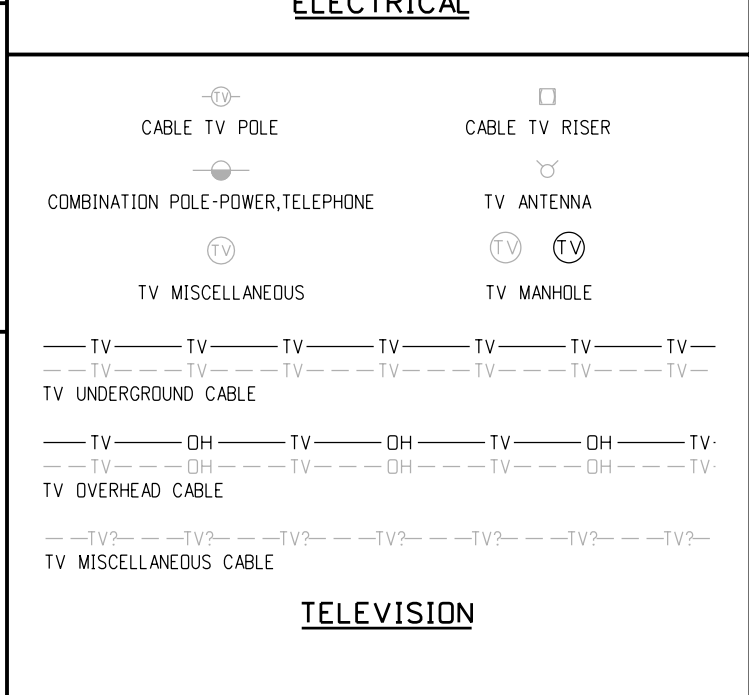 ELECTRICAL
TV
CABLE TV POLE CABLE TV RISER
COMBINATION POLE-POWER,TELEPHONE TV ANTENNA
TV TV TV
TV MISCELLANEOUS TV MANHOLE
TV TV TV TV TV TV TV
TV TV TV TV TV TV TV
TV UNDERGROUND CABLE
TV OH TV OH TV OH TV
TV OH TV OH TV OH TV
TV OVERHEAD CABLE
TV? TV? TV? TV? TV? TV? TV?
TV MISCELLANEOUS CABLE
TELEVISION